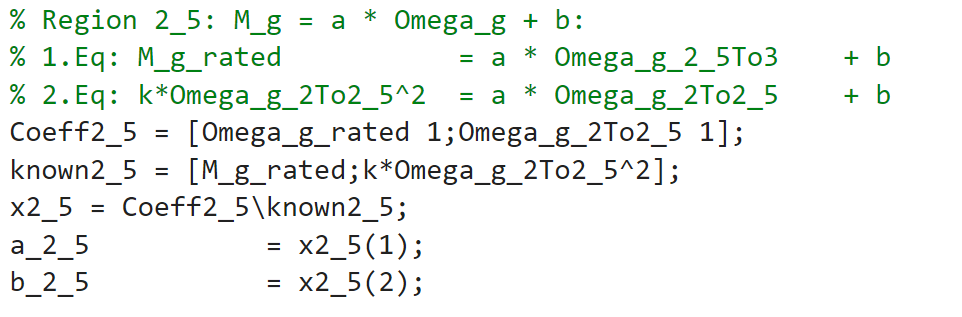 % Region 2_5: M_g = a * Omega_g + b:
% 1.Eq: M_g_rated           = a * Omega_g_2_5To3    + b
% 2.Eq: k*Omega_g_2To2_5^2  = a * Omega_g_2To2_5    + b
Coeff2_5 = [Omega_g_rated 1;Omega_g_2To2_5 1];
known2_5 = [M_g_rated;k*Omega_g_2To2_5^2];
x2_5 = Coeff2_5\known2_5;
a_2_5           = x2_5(1);
b_2_5           = x2_5(2);